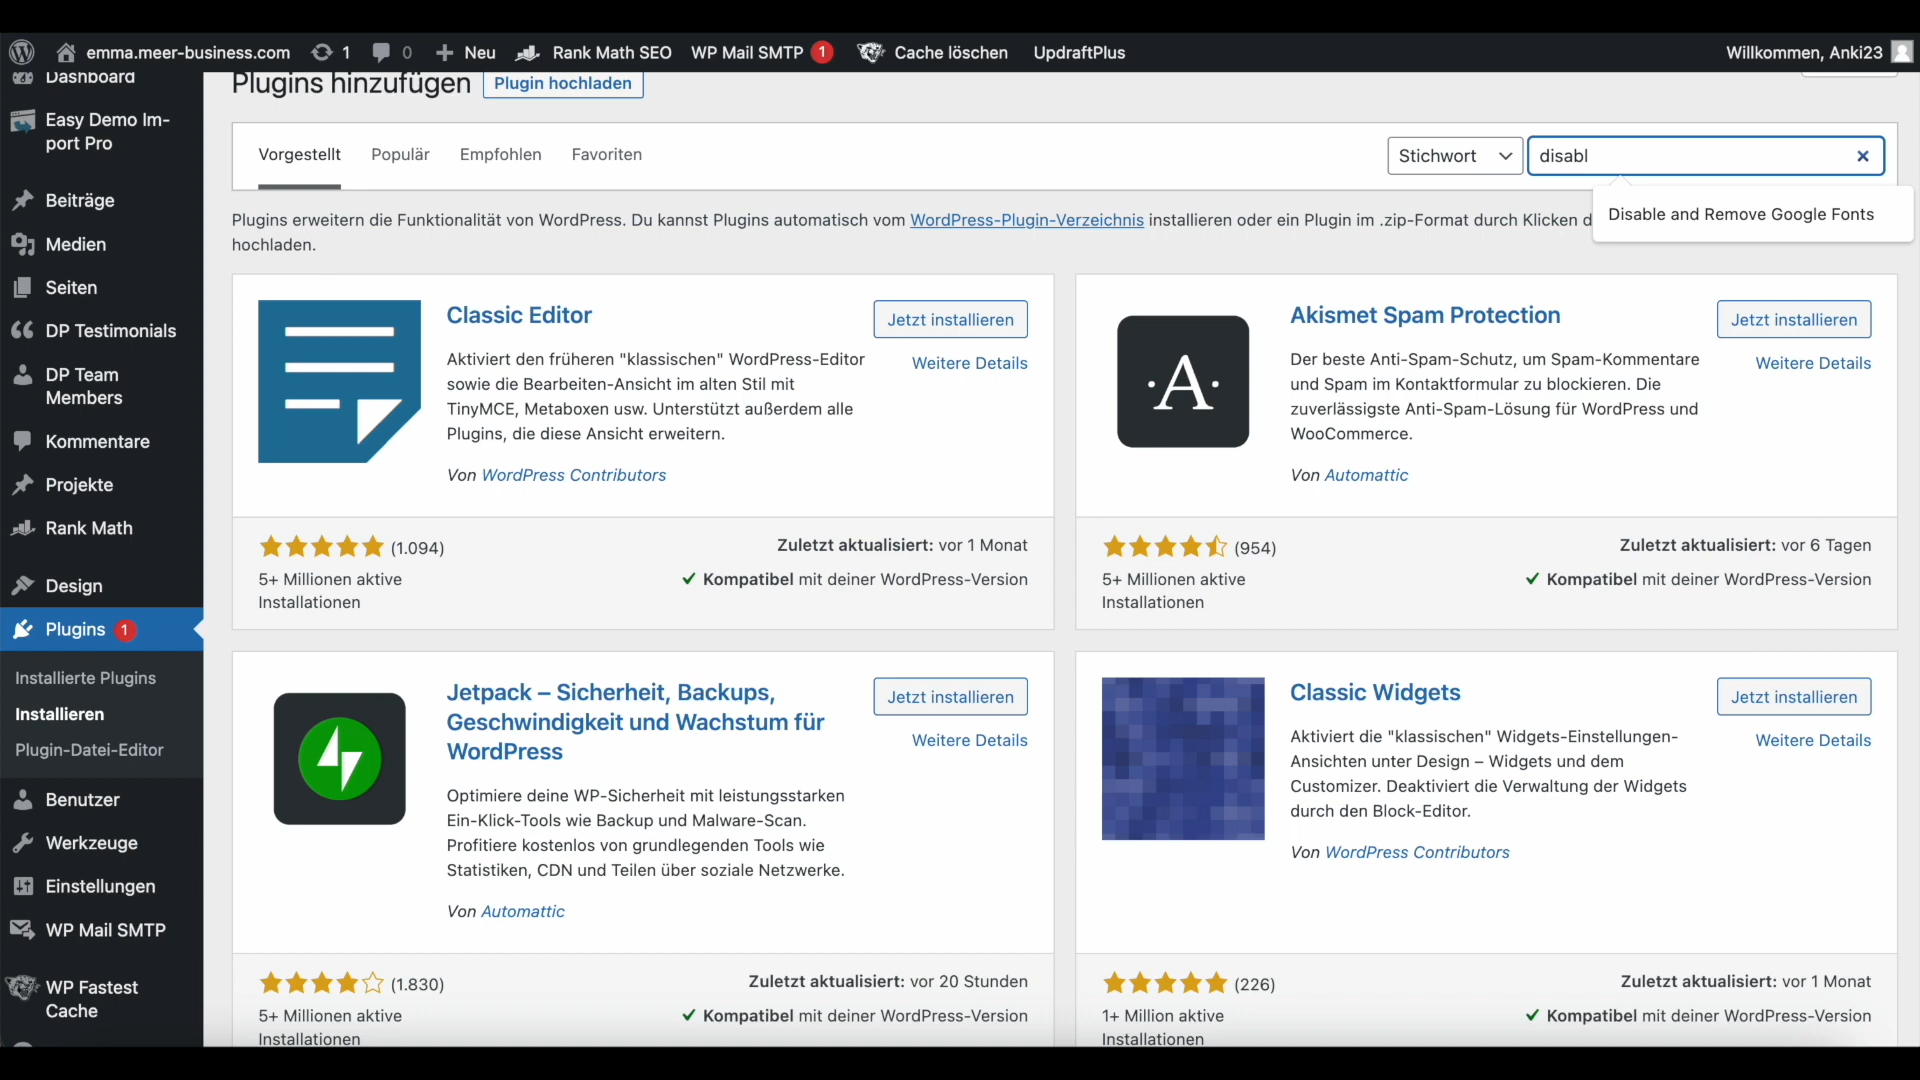 emma.meer-business.com 1 0 Neu Rank Math SEO WP Mail SMTP 1 Cache löschen UpdraftPlus Willkommen, Anki23
Dashboard
Easy Demo Im-
port Pro
Beiträge
Medien
Seiten
DP Testimonials
DP Team
Members
Kommentare
Projekte
Rank Math
Design
Plugins 1
Installierte Plugins
Installieren
Plugin-Datei-Editor
Benutzer
Werkzeuge
Einstellungen
WP Mail SMTP
WP Fastest
Cache
Plugins hinzufügen Plugin hochladen
Vorgestellt Populär Empfohlen Favoriten Stichwort disabl
Disable and Remove Google Fonts
Plugins erweitern die Funktionalität von WordPress. Du kannst Plugins automatisch vom WordPress-Plugin-Verzeichnis installieren oder ein Plugin im .zip-Format durch Klicken d
hochladen.
Classic Editor
Jetzt installieren
Weitere Details
Aktiviert den früheren "klassischen" WordPress-Editor
sowie die Bearbeiten-Ansicht im alten Stil mit
TinyMCE, Metaboxen usw. Unterstützt außerdem alle
Plugins, die diese Ansicht erweitern.
Von WordPress Contributors
(1.094)
5+ Millionen aktive
Installationen
Zuletzt aktualisiert: vor 1 Monat
Kompatibel mit deiner WordPress-Version
·A·
Akismet Spam Protection
Jetzt installieren
Weitere Details
Der beste Anti-Spam-Schutz, um Spam-Kommentare
und Spam im Kontaktformular zu blockieren. Die
zuverlässigste Anti-Spam-Lösung für WordPress und
WooCommerce.
Von Automattic
(954)
5+ Millionen aktive
Installationen
Zuletzt aktualisiert: vor 6 Tagen
Kompatibel mit deiner WordPress-Version
Jetpack – Sicherheit, Backups,
Geschwindigkeit und Wachstum für
WordPress
Jetzt installieren
Weitere Details
Optimiere deine WP-Sicherheit mit leistungsstarken
Ein-Klick-Tools wie Backup und Malware-Scan.
Profitiere kostenlos von grundlegenden Tools wie
Statistiken, CDN und Teilen über soziale Netzwerke.
Von Automattic
(1.830)
5+ Millionen aktive
Installationen
Zuletzt aktualisiert: vor 20 Stunden
Kompatibel mit deiner WordPress-Version
Classic Widgets
Jetzt installieren
Weitere Details
Aktiviert die "klassischen" Widgets-Einstellungen-
Ansichten unter Design – Widgets und dem
Customizer. Deaktiviert die Verwaltung der Widgets
durch den Block-Editor.
Von WordPress Contributors
(226)
1+ Million aktive
Installationen
Zuletzt aktualisiert: vor 1 Monat
Kompatibel mit deiner WordPress-Version